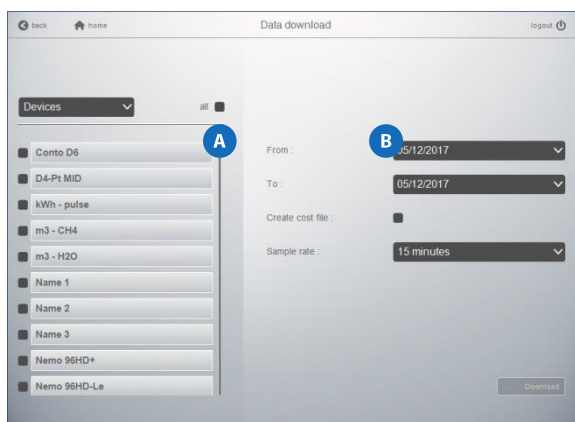 back home Data download logout
Devices all
A
Conto D6
D4-Pt MID
kWh - pulse
m3 - CH4
m3 - H2O
Name 1
Name 2
Name 3
Nemo 96HD+
Nemo 96HD-Le
B
From : 05/12/2017
To : 05/12/2017
Create cost file :
Sample rate : 15 minutes
Download